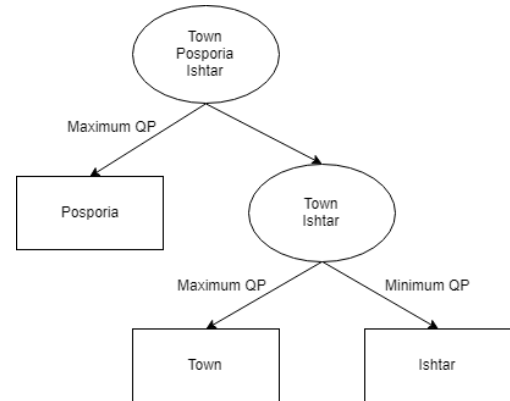 Town
Posporia
Ishtar
Maximum QP
Posporia
Town
Ishtar
Maximum QP
Minimum QP
Town
Ishtar